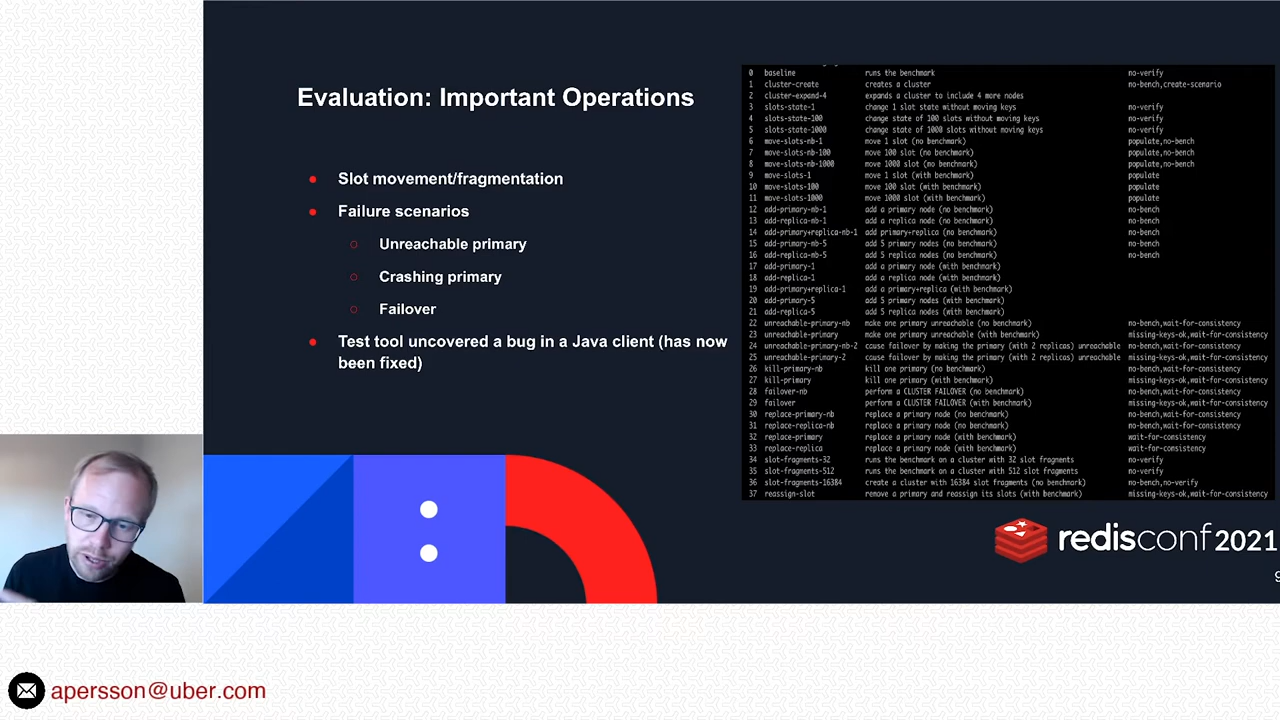 Evaluation: Important Operations
● Slot movement/fragmentation
● Failure scenarios
○ Unreachable primary
○ Crashing primary
○ Failover
● Test tool uncovered a bug in a Java client (has now
been fixed)
0 baseline runs the benchmark no-verify
1 cluster-create creates a cluster no-bench,create-scenario
2 cluster-expand-4 expands a cluster to include 4 more nodes
3 slots-state-1 change 1 slot state without moving keys no-verify
4 slots-state-100 change state of 100 slots without moving keys no-verify
5 slots-state-1000 change state of 1000 slots without moving keys no-verify
6 move-slots-nb-1 move 1 slot (no benchmark) populate,no-bench
7 move-slots-nb-100 move 100 slot (no benchmark) populate,no-bench
8 move-slots-nb-1000 move 1000 slot (no benchmark) populate,no-bench
9 move-slots-1 move 1 slot (with benchmark) populate
10 move-slots-100 move 100 slot (with benchmark) populate
11 move-slots-1000 move 1000 slot (with benchmark) populate
12 add-primary-nb-1 add a primary node (no benchmark) no-bench
13 add-replica-nb-1 add a replica node (no benchmark) no-bench
14 add-primary+replica-nb-1 add primary+replica (no benchmark) no-bench
15 add-primary-nb-5 add 5 primary nodes (no benchmark) no-bench
16 add-replica-nb-5 add 5 replica nodes (no benchmark) no-bench
17 add-primary-1 add a primary node (with benchmark)
18 add-replica-1 add a replica node (with benchmark)
19 add-primary+replica-1 add a primary+replica (with benchmark)
20 add-primary-5 add 5 primary nodes (with benchmark)
21 add-replica-5 add 5 replica nodes (with benchmark)
22 unreachable-primary-nb make one primary unreachable (no benchmark) no-bench,wait-for-consistency
23 unreachable-primary make one primary unreachable (with benchmark) missing-keys-ok,wait-for-consistency
24 unreachable-primary-nb-2 cause failover by making the primary (with 2 replicas) unreachable no-bench,wait-for-consistency
25 unreachable-primary-2 cause failover by making the primary (with 2 replicas) unreachable missing-keys-ok,wait-for-consistency
26 kill-primary-nb kill one primary (no benchmark) no-bench,wait-for-consistency
27 kill-primary kill one primary (with benchmark) missing-keys-ok,wait-for-consistency
28 failover-nb perform a CLUSTER FAILOVER (no benchmark) no-bench,wait-for-consistency
29 failover perform a CLUSTER FAILOVER (with benchmark) missing-keys-ok,wait-for-consistency
30 replace-primary-nb replace a primary node (no benchmark) no-bench,wait-for-consistency
31 replace-replica-nb replace a primary node (no benchmark) no-bench,wait-for-consistency
32 replace-primary replace a primary node (with benchmark) wait-for-consistency
33 replace-replica replace a primary node (with benchmark) missing-keys-ok,wait-for-consistency
34 slot-fragments-32 runs the benchmark on a cluster with 32 slot fragments no-verify
35 slot-fragments-512 runs the benchmark on a cluster with 512 slot fragments no-verify
36 slot-fragments-16384 create a cluster with 16384 slot fragments (no benchmark) no-bench,no-verify
37 reassign-slot remove a primary and reassign its slots (with benchmark) missing-keys-ok,wait-for-consistency
redisconf 2021
9
apersson@uber.com